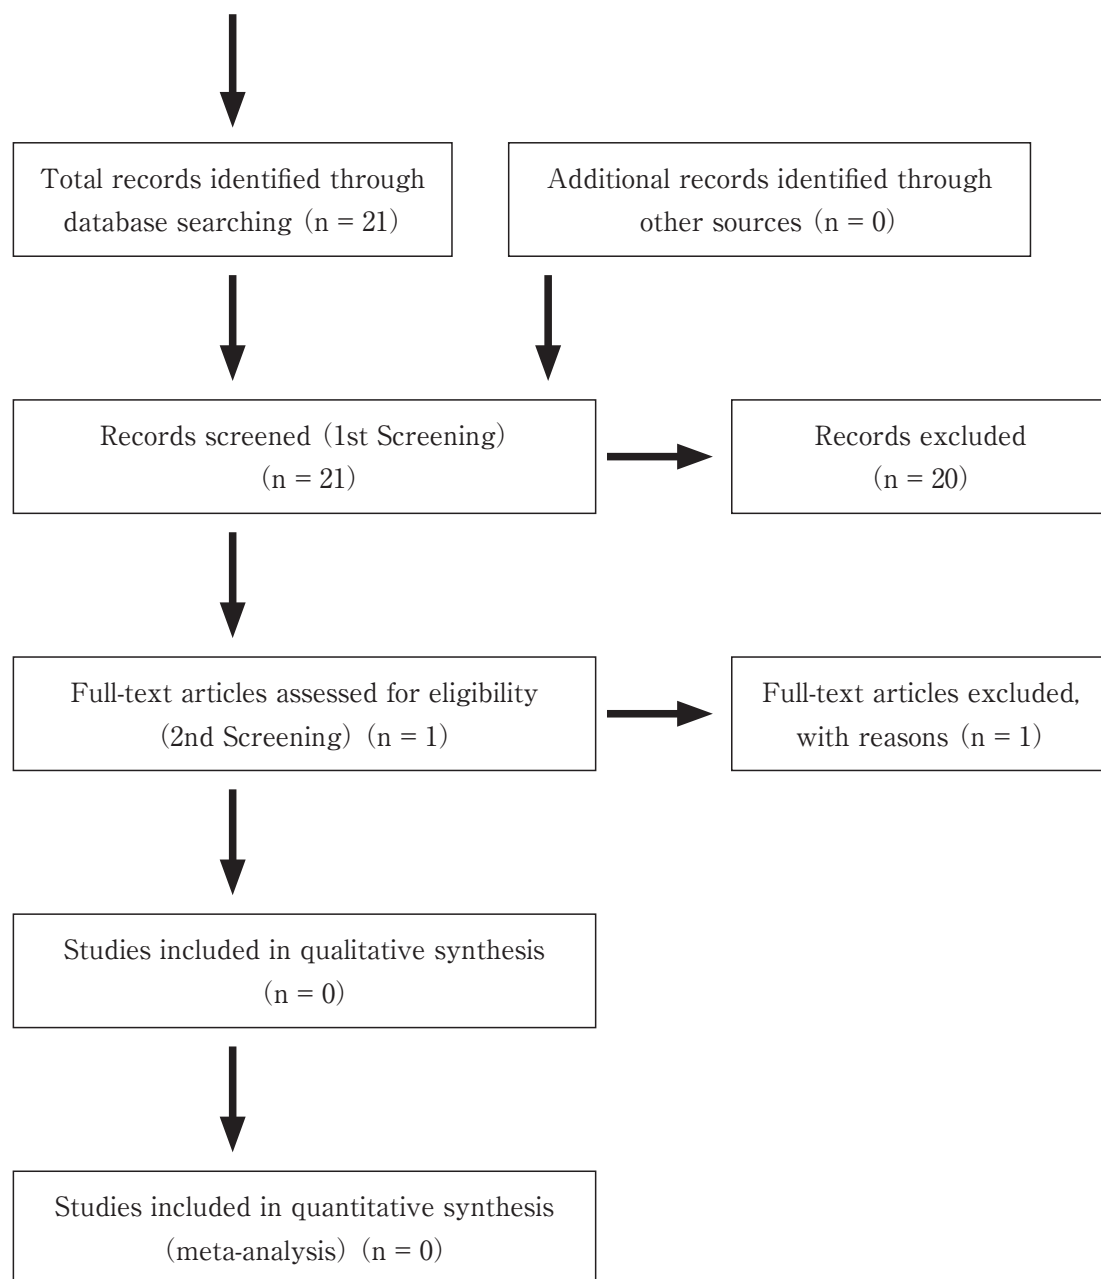 Total records identified through
database searching (n = 21)
Additional records identified through
other sources (n = 0)
Records screened (1st Screening)
(n = 21)
Records excluded
(n = 20)
Full-text articles assessed for eligibility
(2nd Screening) (n = 1)
Full-text articles excluded,
with reasons (n = 1)
Studies included in qualitative synthesis
(n = 0)
Studies included in quantitative synthesis
(meta-analysis) (n = 0)